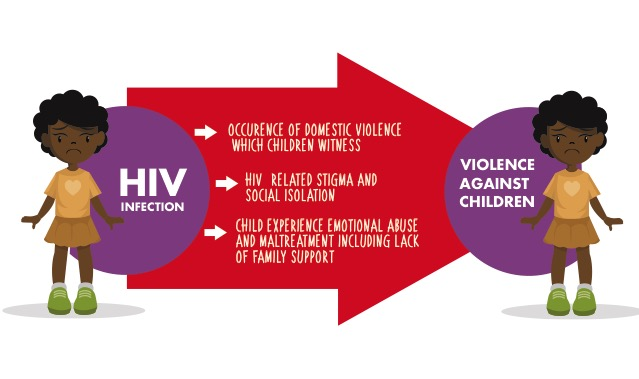 HIV
INFECTION
OCCURENCE OF DOMESTIC VIOLENCE
WHICH CHILDREN WITNESS
HIV RELATED STIGMA AND
SOCIAL ISOLATION
CHILD EXPERIENCE EMOTIONAL ABUSE
AND MALTREATMENT INCLUDING LACK
OF FAMILY SUPPORT
VIOLENCE
AGAINST
CHILDREN